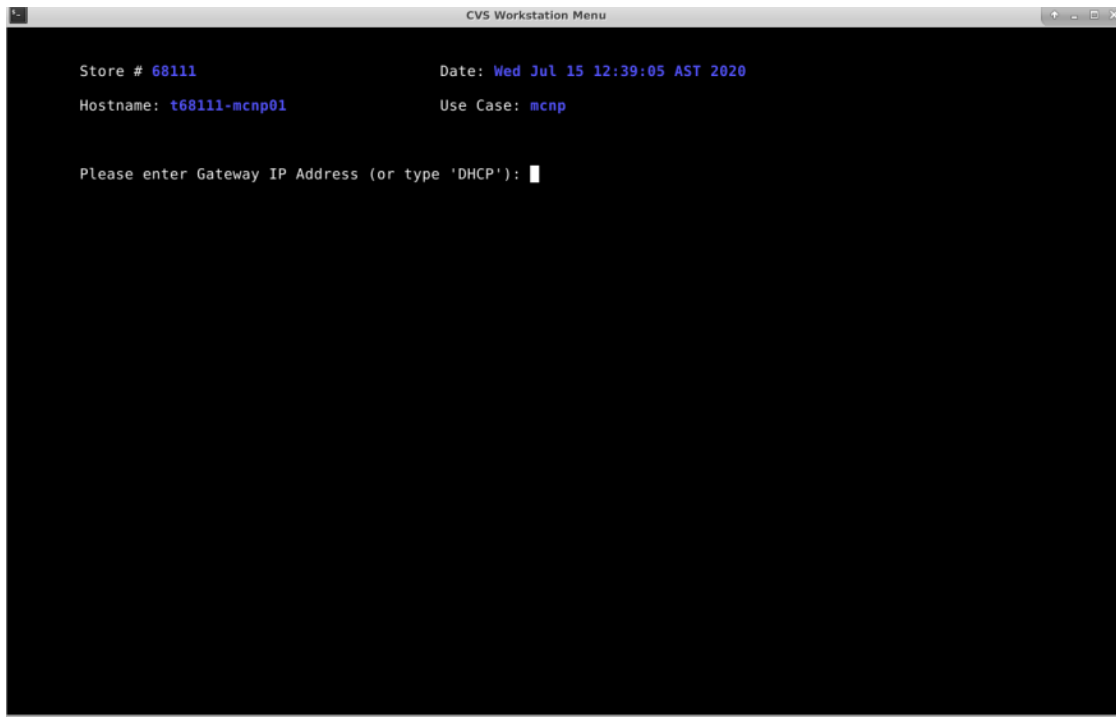 CVS Workstation Menu
Store # 68111 Date: Wed Jul 15 12:39:05 AST 2020
Hostname: t68111-mcnp01 Use Case: mcnp
Please enter Gateway IP Address (or type 'DHCP'):